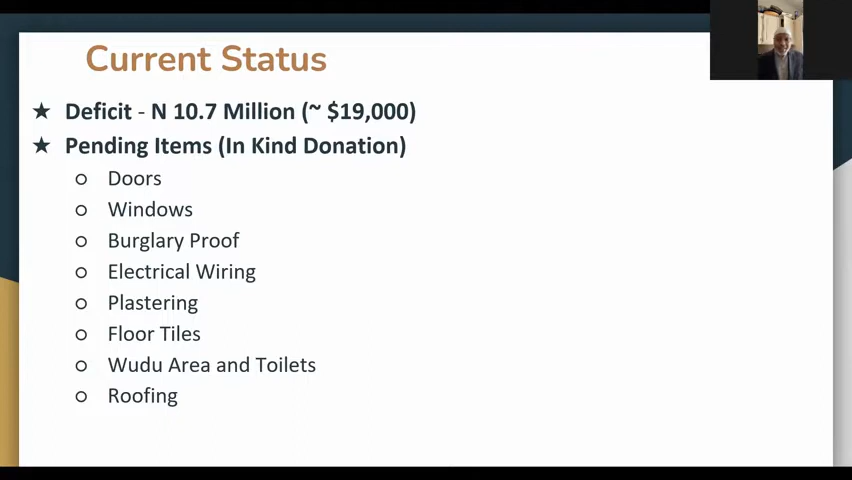 Current Status
★ Deficit - N 10.7 Million (~ $19,000)
★ Pending Items (In Kind Donation)
○ Doors
○ Windows
○ Burglary Proof
○ Electrical Wiring
○ Plastering
○ Floor Tiles
○ Wudu Area and Toilets
○ Roofing